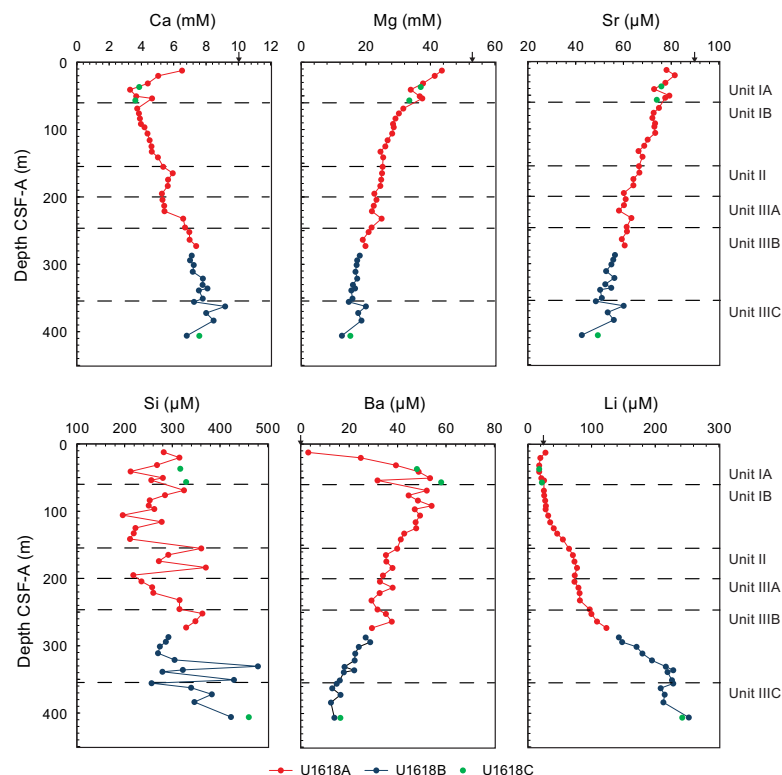 Ca (mM) Mg (mM) Sr (µM)
0 2 4 6 8 10 12 0 20 40 60 20 40 60 80 100
0
100
200
300
400
Depth CSF-A (m)
Unit IA
Unit IB
Unit II
Unit IIIA
Unit IIIB
Unit IIIC
Si (µM) Ba (µM) Li (µM)
100 200 300 400 500 0 20 40 60 80 0 100 200 300
0
100
200
300
400
Depth CSF-A (m)
Unit IA
Unit IB
Unit II
Unit IIIA
Unit IIIB
Unit IIIC
U1618A U1618B U1618C